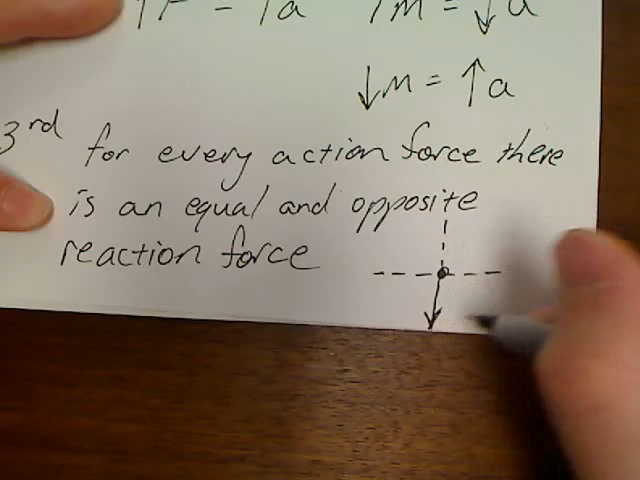 ↑F = ↑a ↑m = ↓a
↓m = ↑a
3rd for every action force there
is an equal and opposite
reaction force